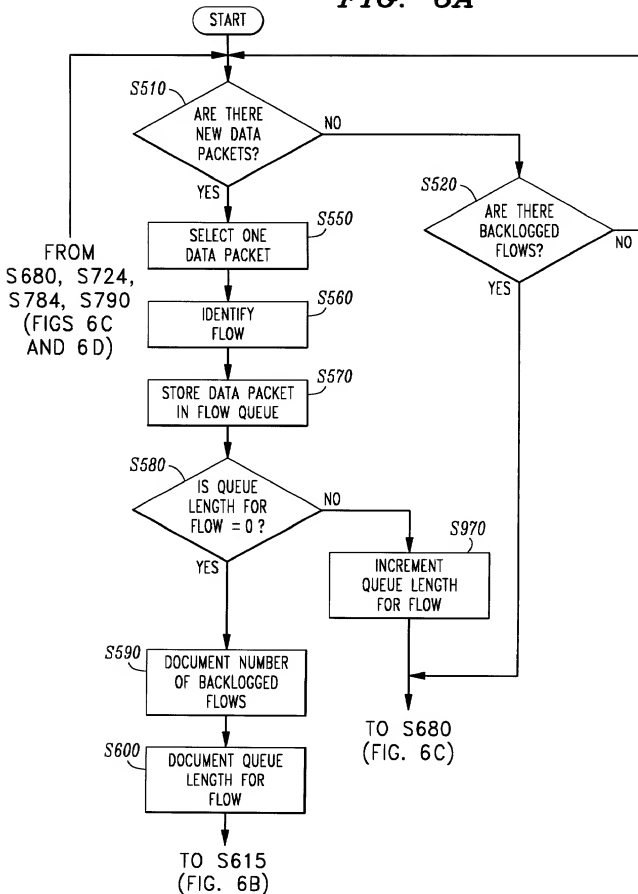 FIG. 6A
START
S510
ARE THERE
NEW DATA
PACKETS?
NO
YES
S520
ARE THERE
BACKLOGGED
FLOWS?
NO
YES
S550
SELECT ONE
DATA PACKET
FROM
S680, S724,
S784, S790
(FIGS 6C
AND 6D)
S560
IDENTIFY
FLOW
S570
STORE DATA PACKET
IN FLOW QUEUE
S580
IS QUEUE
LENGTH FOR
FLOW = 0?
NO
YES
S970
INCREMENT
QUEUE LENGTH
FOR FLOW
S590
DOCUMENT NUMBER
OF BACKLOGGED
FLOWS
TO S680
(FIG. 6C)
S600
DOCUMENT QUEUE
LENGTH FOR
FLOW
TO S615
(FIG. 6B)